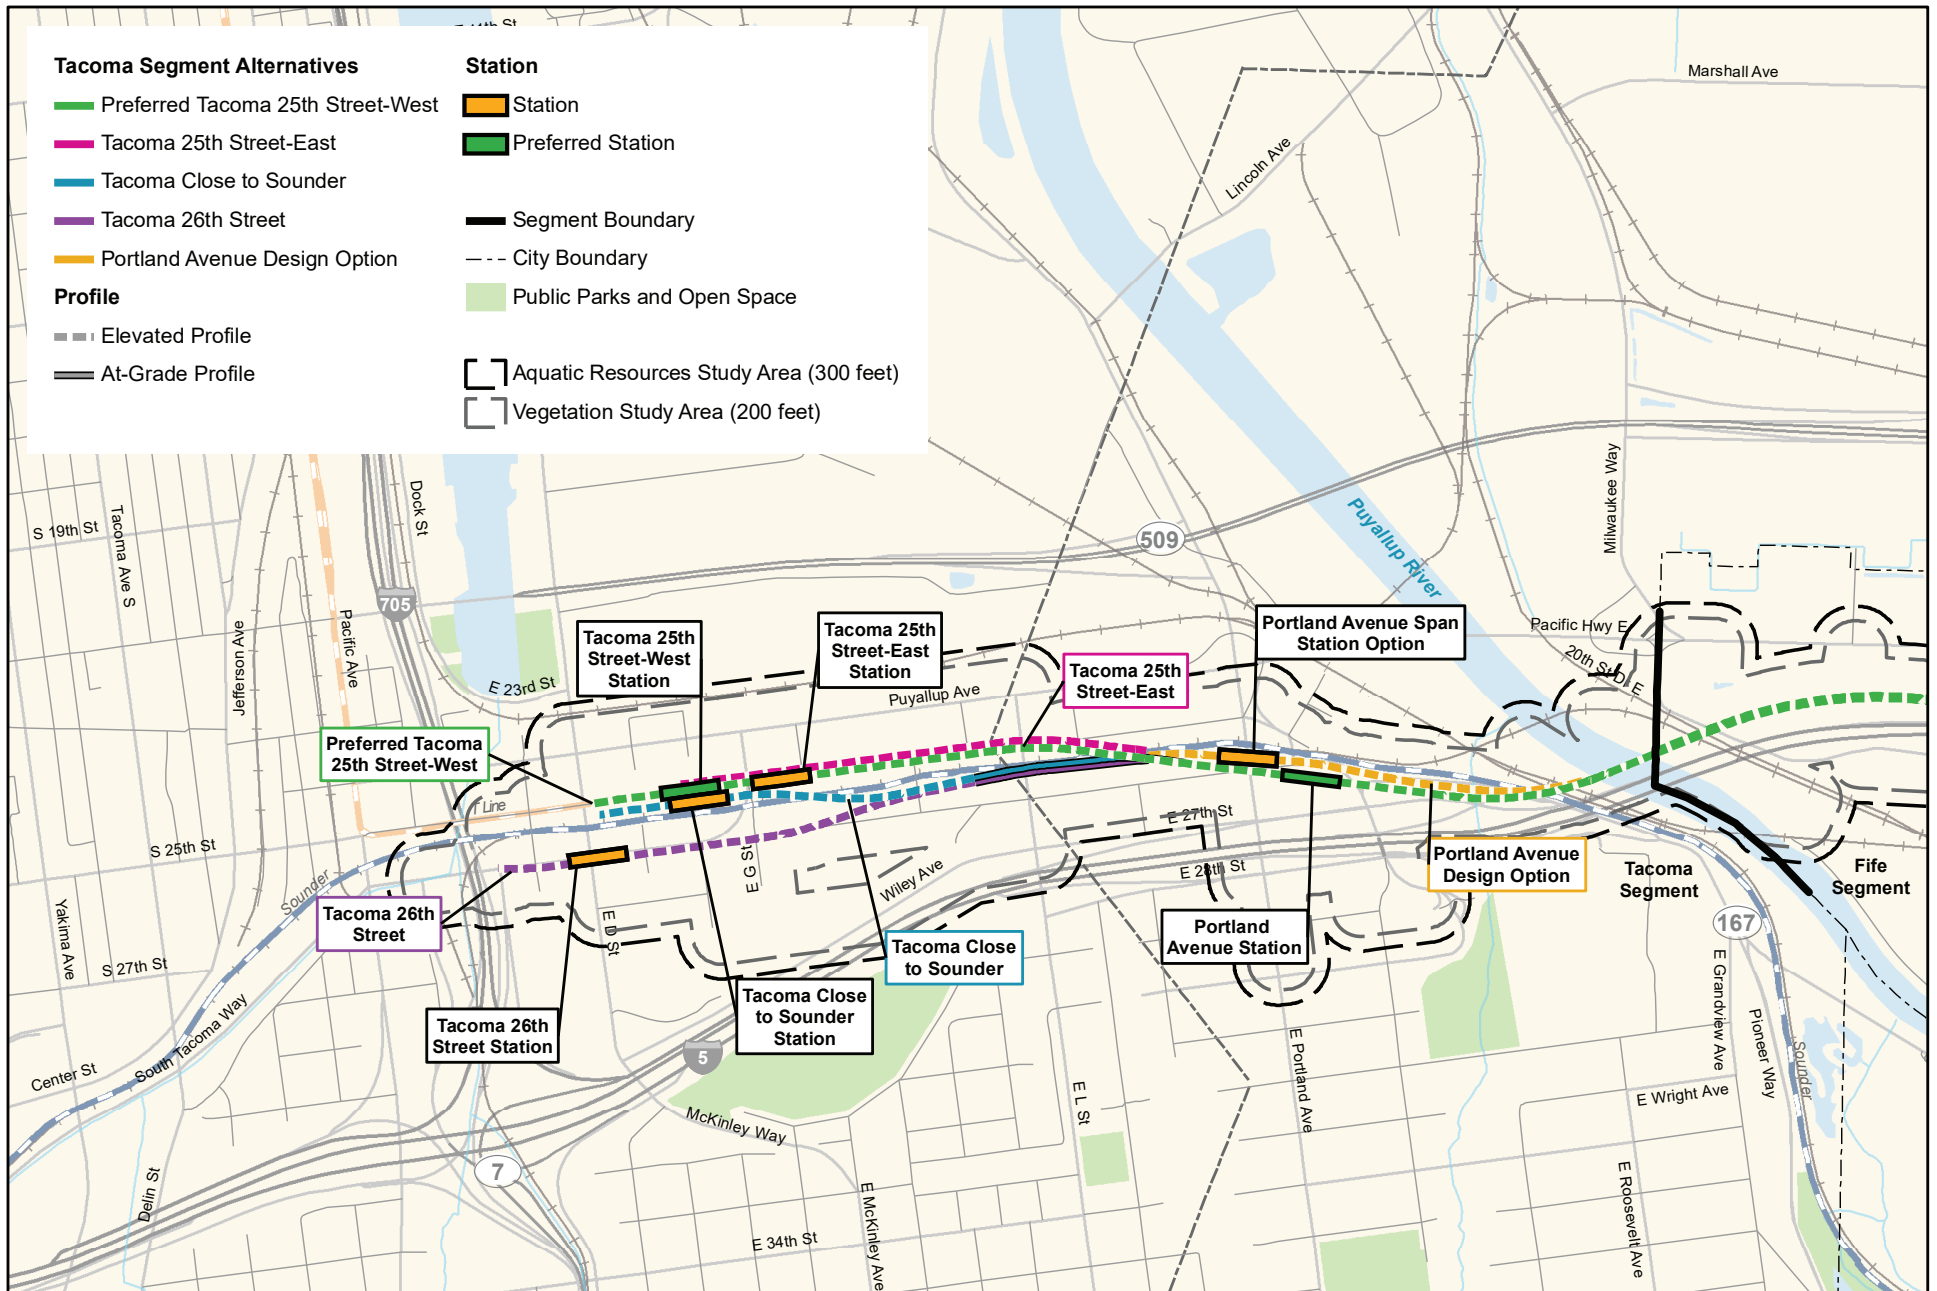 Tacoma Segment Alternatives
Preferred Tacoma 25th Street-West
Tacoma 25th Street-East
Tacoma Close to Sounder
Tacoma 26th Street
Portland Avenue Design Option
Profile
Elevated Profile
At-Grade Profile
Station
Station
Preferred Station
Segment Boundary
City Boundary
Public Parks and Open Space
Aquatic Resources Study Area (300 feet)
Vegetation Study Area (200 feet)
Marshall Ave
Lincoln Ave
Milwaukee Way
Puyallup River
509
Dock St
S 19th St
Tacoma Ave S
705
Pacific Ave
Jefferson Ave
E 23rd St
Puyallup Ave
Pacific Hwy E
20th St
E
Tacoma 25th
Street-West
Station
Tacoma 25th
Street-East
Station
Portland Avenue Span
Station Option
Tacoma 25th
Street-East
Preferred Tacoma
25th Street-West
T Line
S 25th St
Sounder
E G St
E 27th St
E 28th St
Wiley Ave
Portland Avenue
Design Option
Tacoma
Segment
Fife
Segment
Tacoma 26th
Street
E D St
Yakima Ave
S 27th St
Tacoma Close
to Sounder
Portland
Avenue Station
167
Tacoma 26th
Street Station
Tacoma Close
to Sounder
Station
E Grandview Ave
Pioneer Way
Sounder
South Tacoma Way
Center St
5
E Portland Ave
E L St
E Wright Ave
McKinley Way
7
Delin St
E McKinley Ave
E 34th St
E Roosevelt Ave